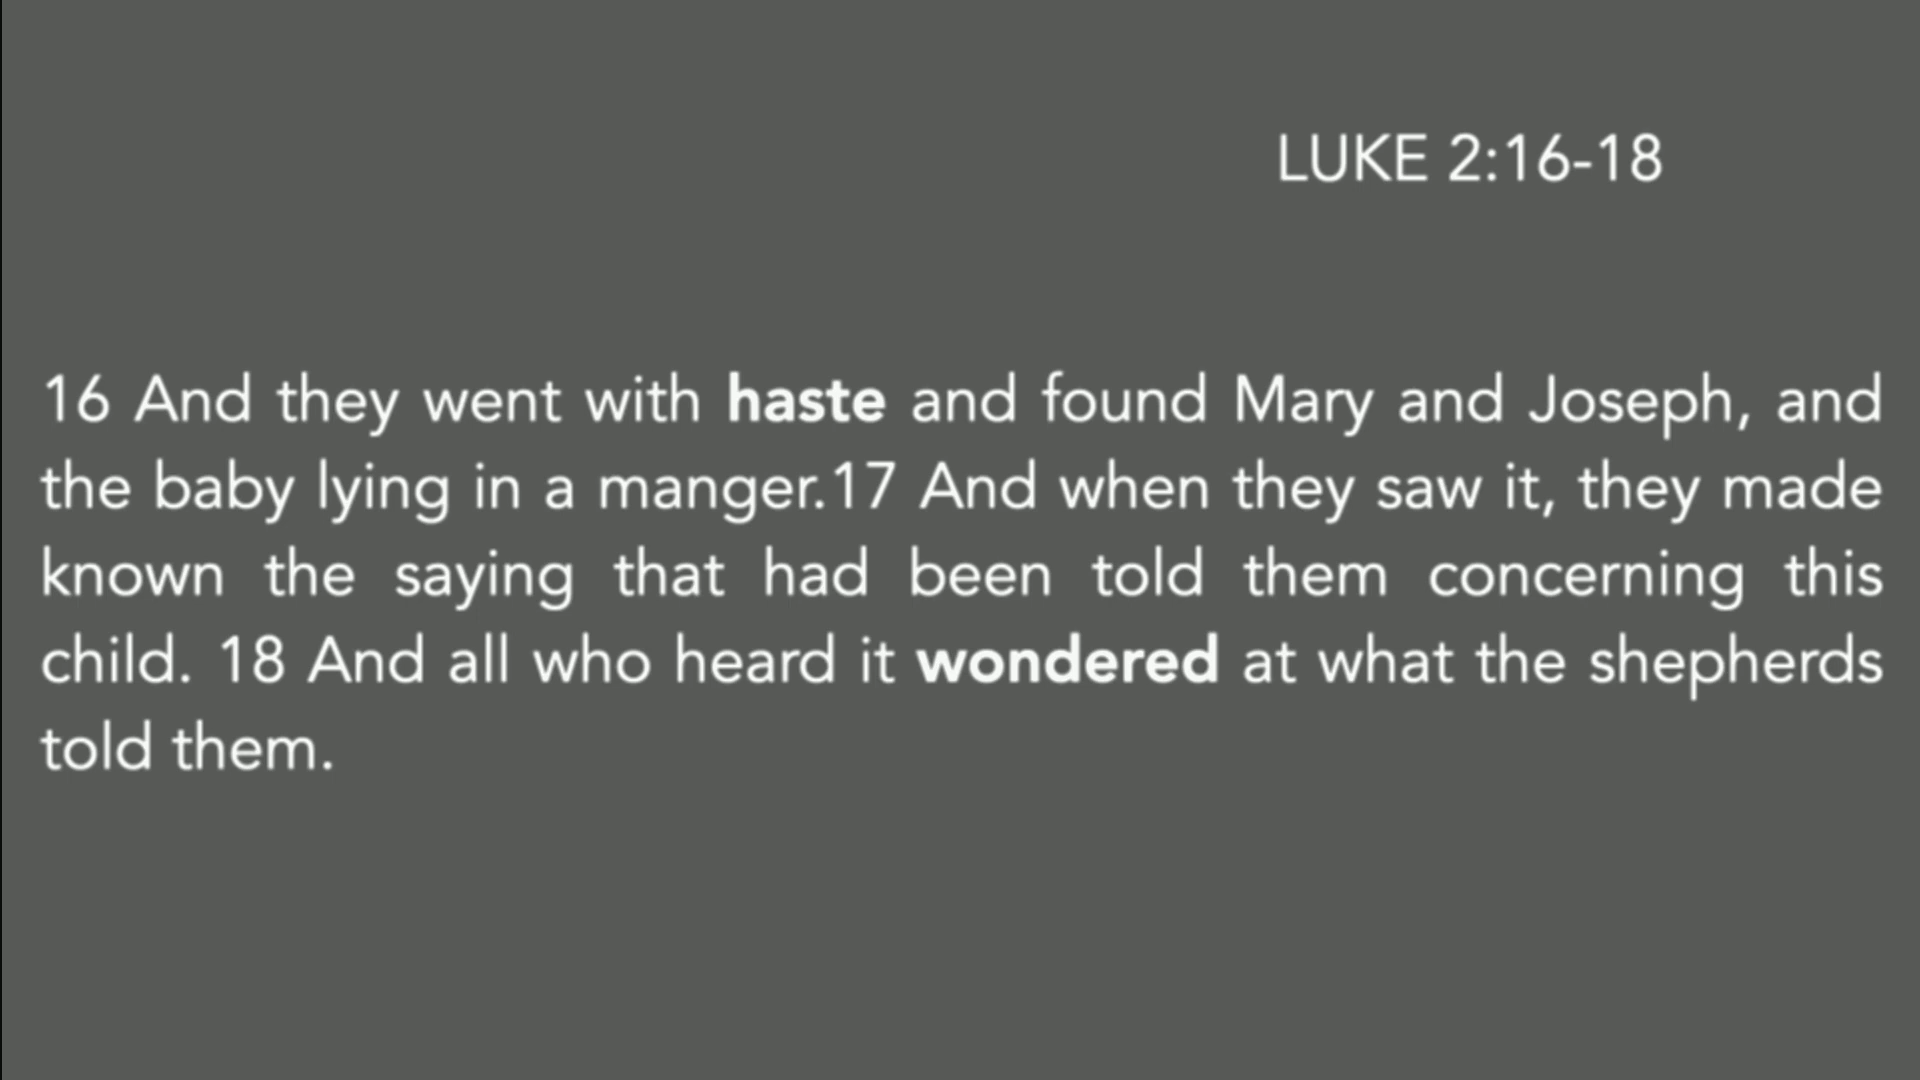 LUKE 2:16-18
16 And they went with haste and found Mary and Joseph, and
the baby lying in a manger.17 And when they saw it, they made
known the saying that had been told them concerning this
child. 18 And all who heard it wondered at what the shepherds
told them.